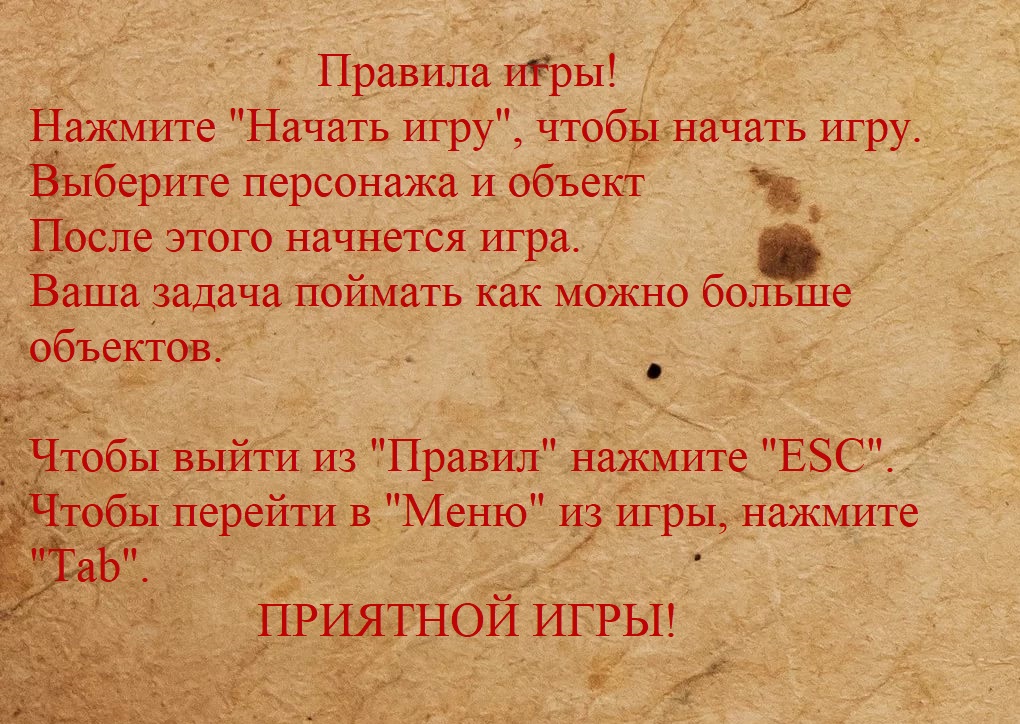 Правила игры!
Нажмите "Начать игру", чтобы начать игру.
Выберите персонажа и объект
После этого начнется игра.
Ваша задача поймать как можно больше
объектов.
Чтобы выйти из "Правил" нажмите "ESC".
Чтобы перейти в "Меню" из игры, нажмите
"Tab".
ПРИЯТНОЙ ИГРЫ!